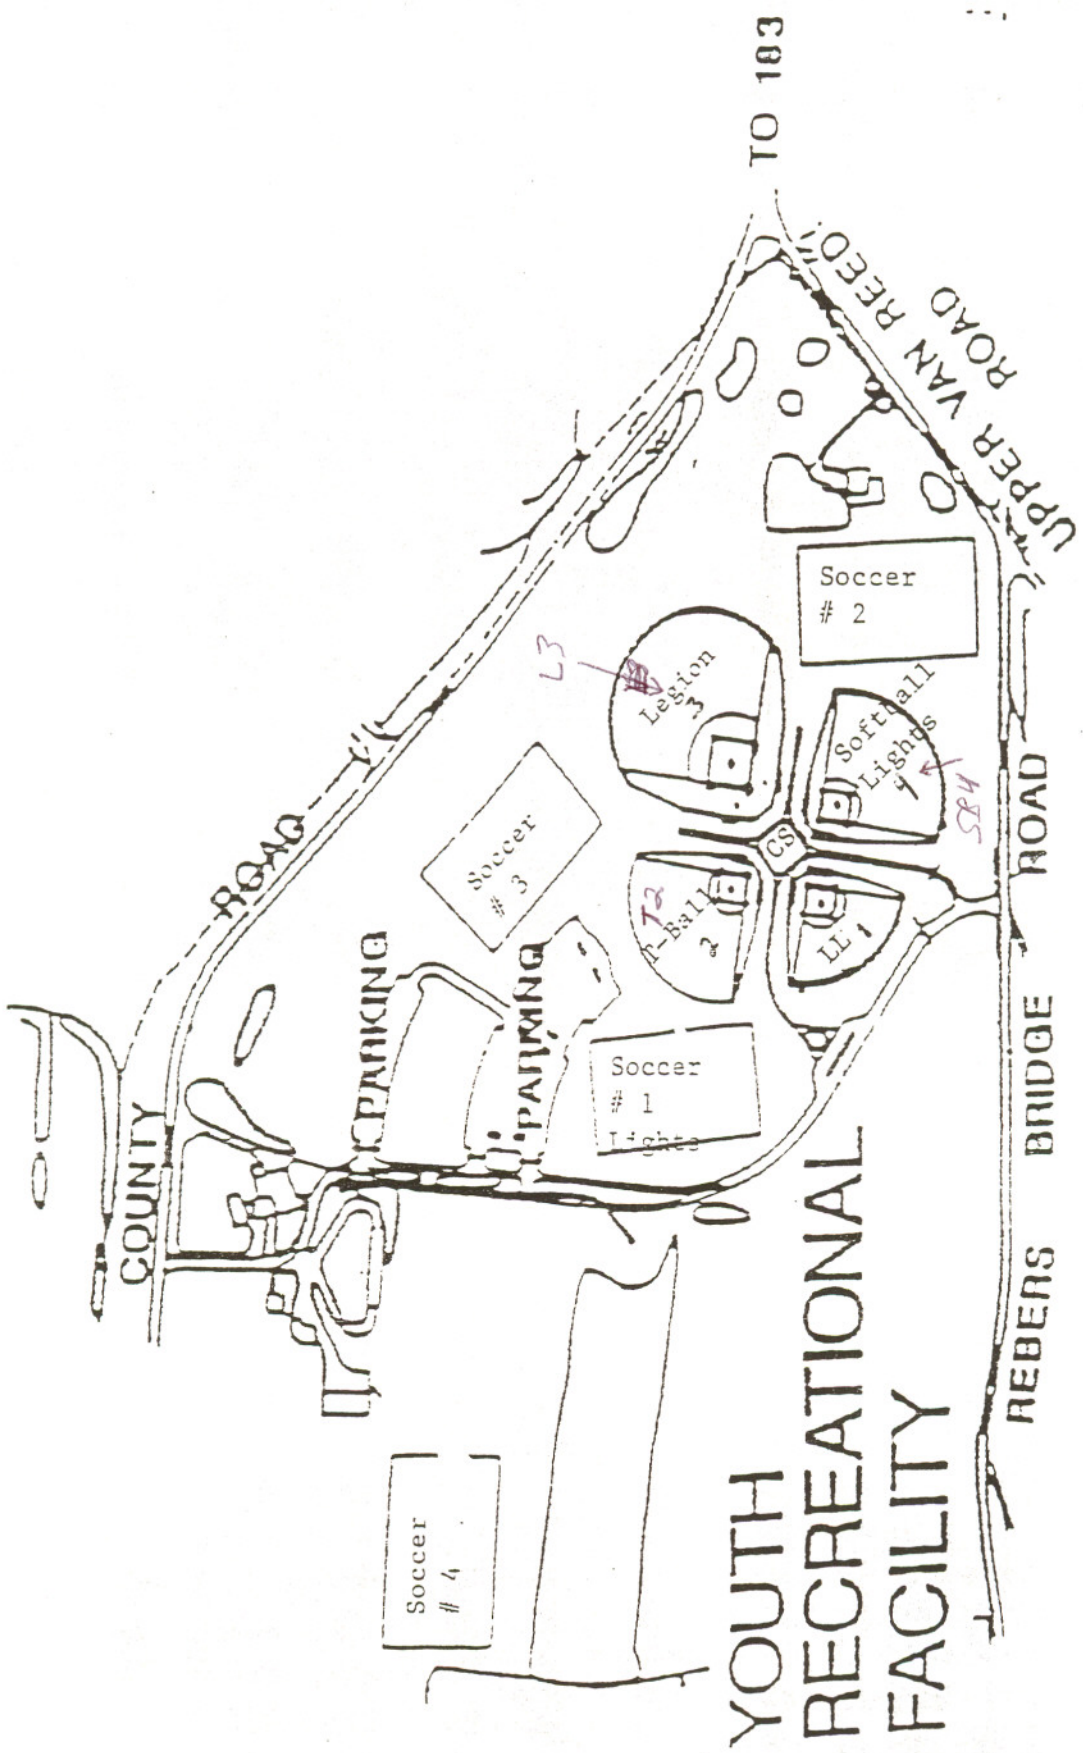 TO 183
UPPER VAN REED
ROAD
COUNTY
ROAD
Soccer
# 2
L3
Legion
3
Softball
Lights
4
SB4
CS
Soccer
# 3
T2
T-Ball
2
LL 1
PARKING
PARKING
Soccer
# 1
Lights
Soccer
# 4
REBERS BRIDGE ROAD
YOUTH
RECREATIONAL
FACILITY